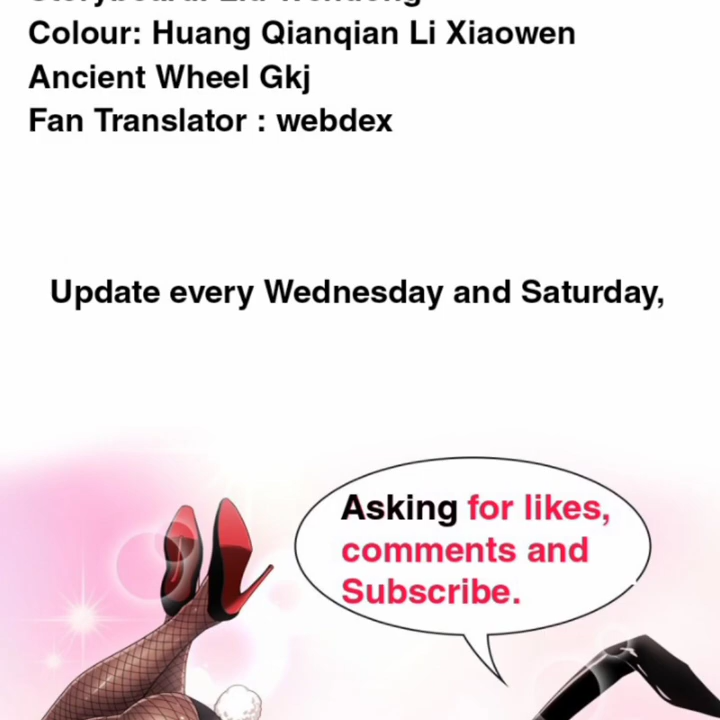 Colour: Huang Qianqian Li Xiaowen
Ancient Wheel Gkj
Fan Translator : webdex
Update every Wednesday and Saturday,
Asking for likes,
comments and
Subscribe.